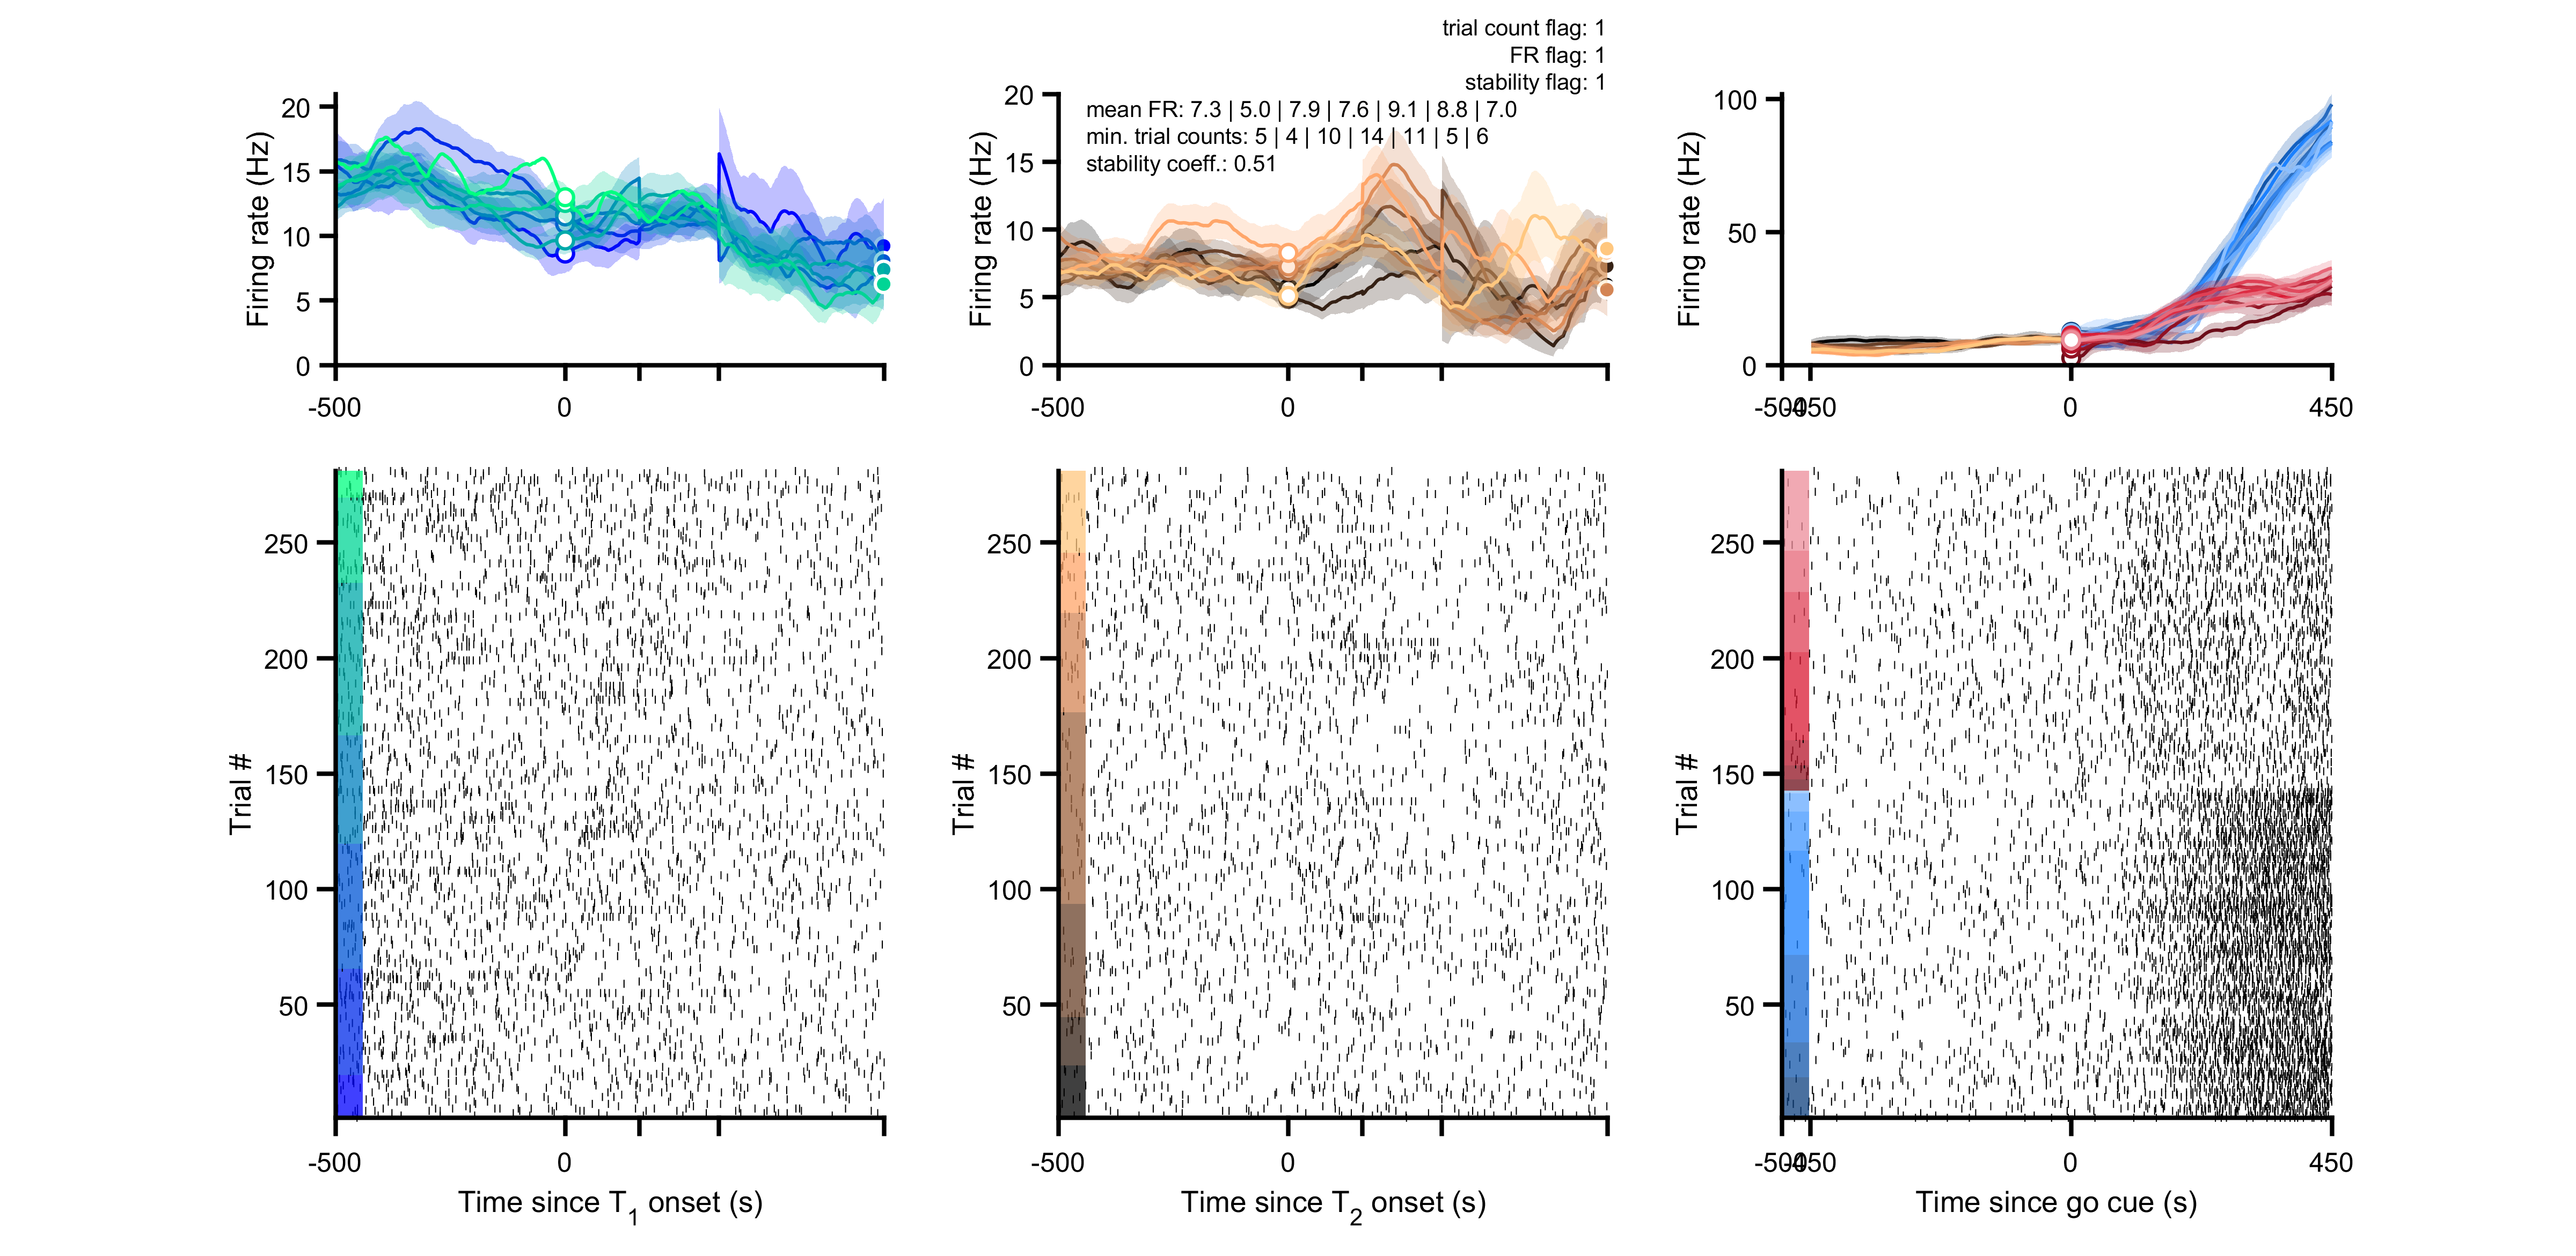 trial count flag: 1
FR flag: 1
stability flag: 1
mean FR: 7.3 | 5.0 | 7.9 | 7.6 | 9.1 | 8.8 | 7.0
min. trial counts: 5 | 4 | 10 | 14 | 11 | 5 | 6
stability coeff.: 0.51
Firing rate (Hz)
20
15
10
5
0
-500
0
Firing rate (Hz)
20
15
10
5
0
-500
0
Firing rate (Hz)
100
50
0
-500
-450
0
450
Trial #
250
200
150
100
50
-500
0
Time since T1 onset (s)
Trial #
250
200
150
100
50
-500
0
Time since T2 onset (s)
Trial #
250
200
150
100
50
-500
-450
0
450
Time since go cue (s)